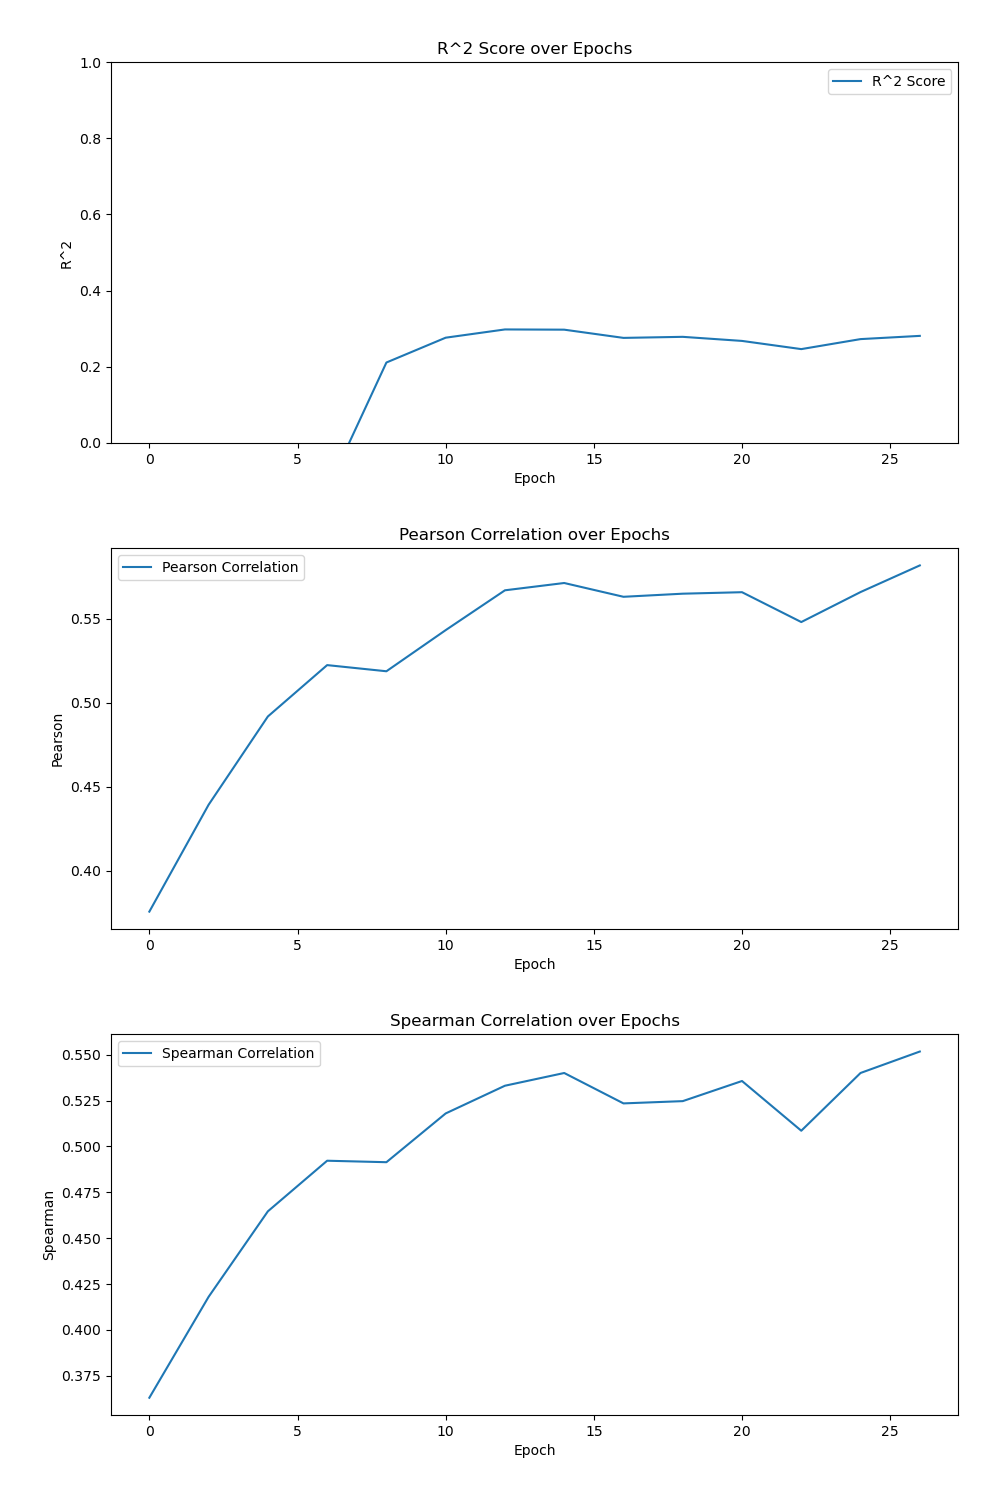 R^2 Score over Epochs
1.0
R^2 Score
0.8
0.6
R^2
0.4
0.2
0.0
0 5 10 15 20 25
Epoch
Pearson Correlation over Epochs
Pearson Correlation
0.55
0.50
Pearson
0.45
0.40
0 5 10 15 20 25
Epoch
Spearman Correlation over Epochs
Spearman Correlation
0.550
0.525
0.500
0.475
Spearman
0.450
0.425
0.400
0.375
0 5 10 15 20 25
Epoch